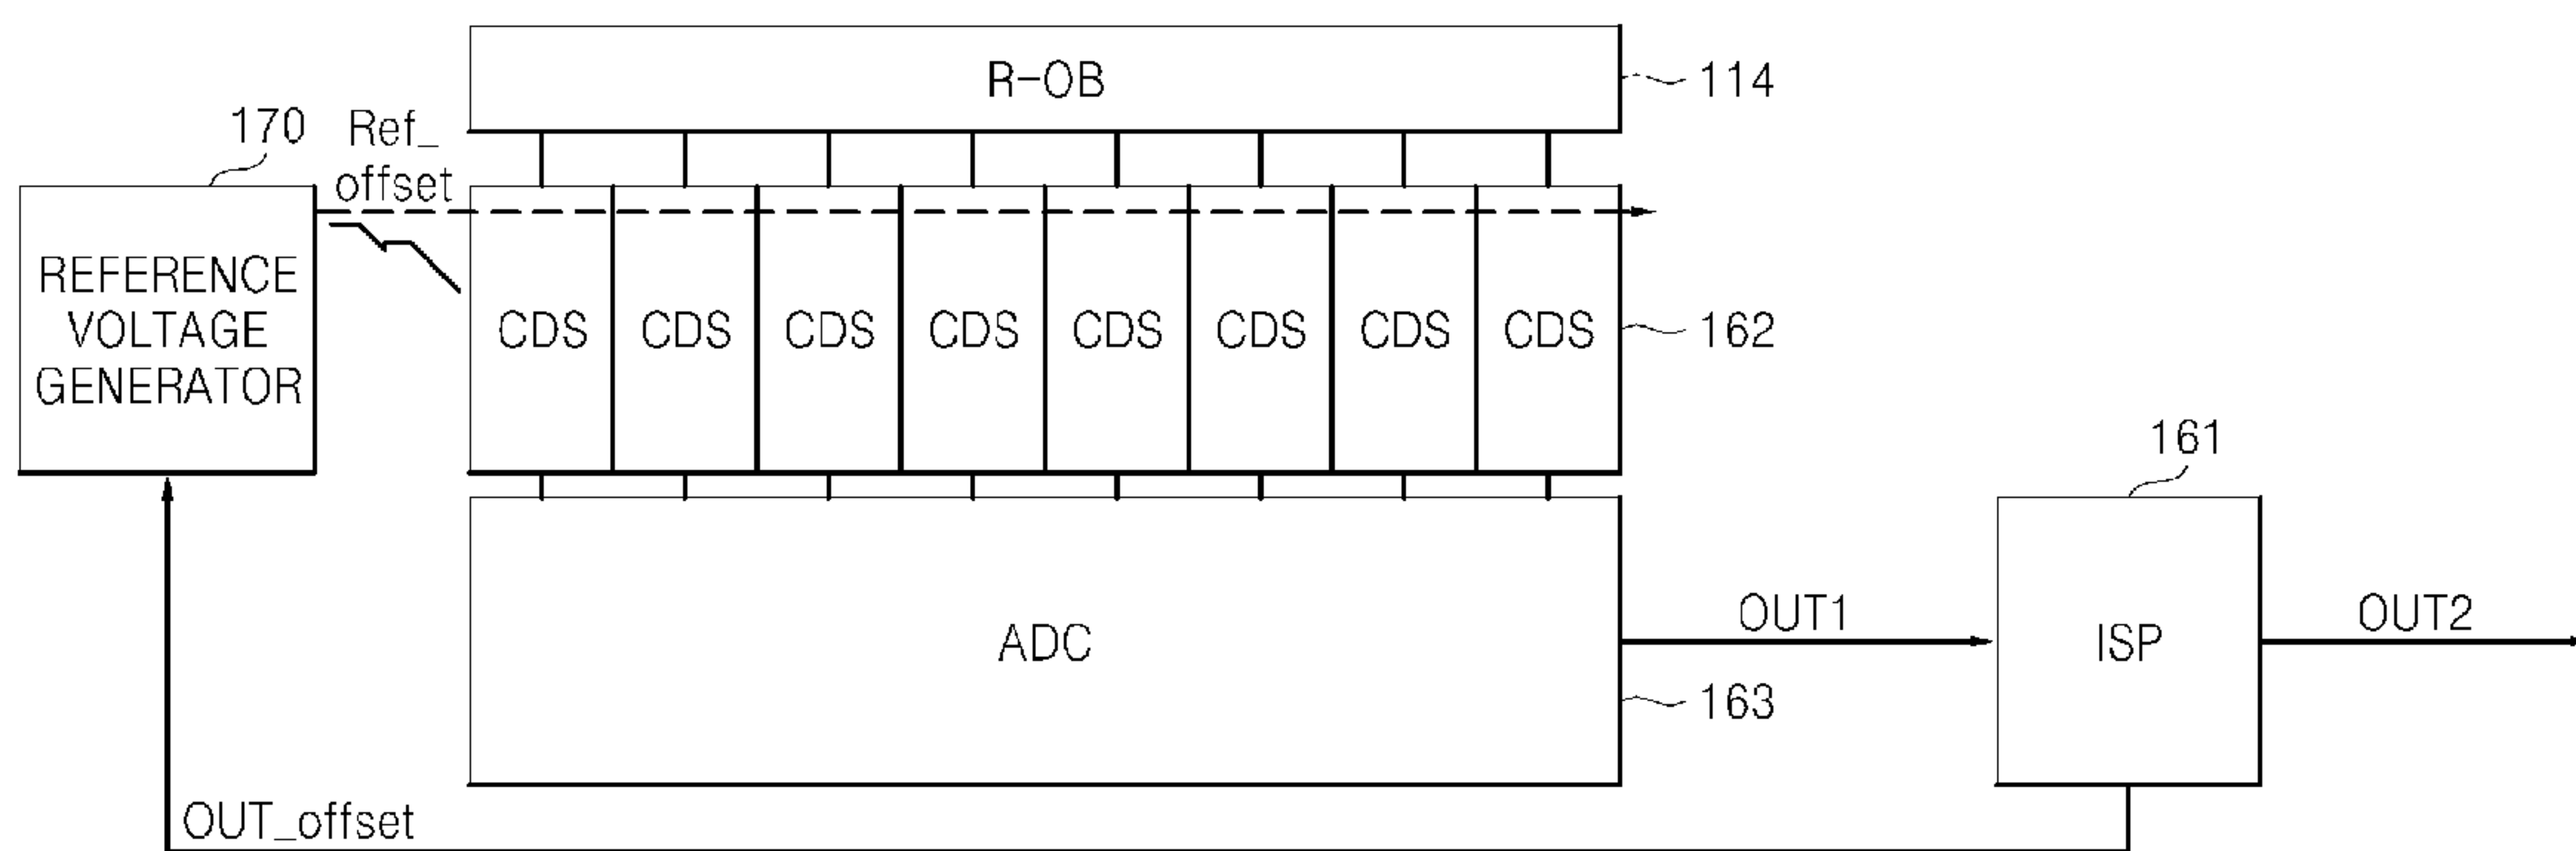 R-OB
114
170
Ref_
offset
REFERENCE
VOLTAGE
GENERATOR
CDS CDS CDS CDS CDS CDS CDS CDS
162
161
ADC
OUT1
ISP
OUT2
163
OUT_offset